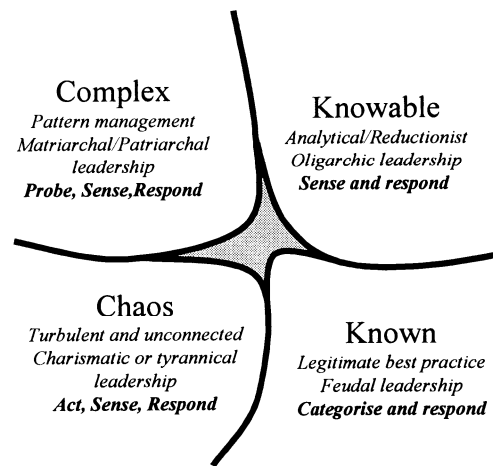 Complex
Pattern management
Matriarchal/Patriarchal
leadership
Probe, Sense,Respond
Knowable
Analytical/Reductionist
Oligarchic leadership
Sense and respond
Chaos
Turbulent and unconnected
Charismatic or tyrannical
leadership
Act, Sense, Respond
Known
Legitimate best practice
Feudal leadership
Categorise and respond